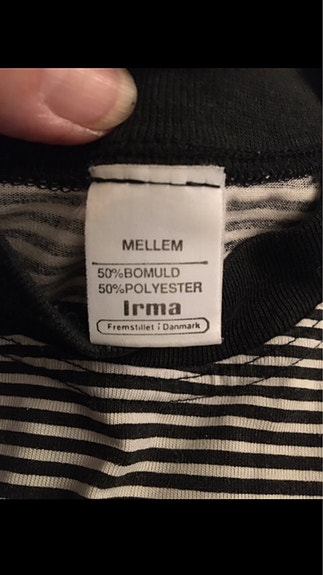 MELLEM
50%BOMULD
50%POLYESTER
Irma
Fremstillet i Danmark